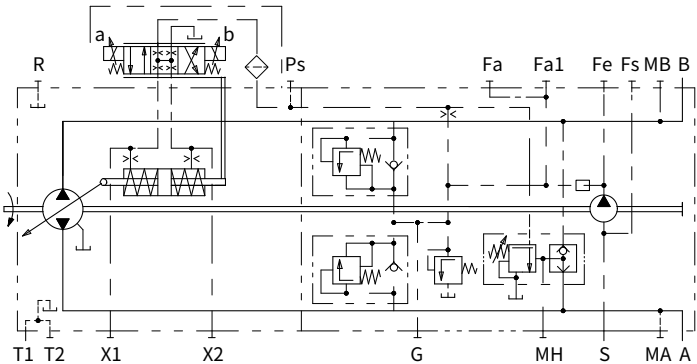 a b
R Ps Fa Fa1 Fe Fs MB B
T1 T2 X1 X2 G MH S MA A